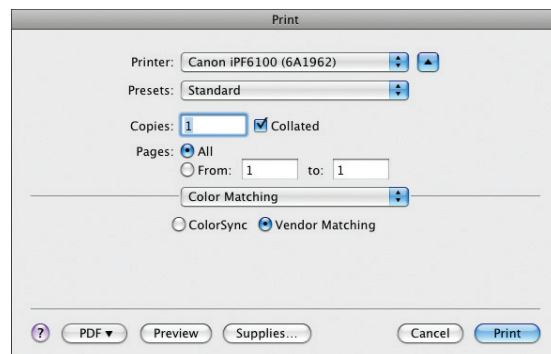 Print
Printer: Canon iPF6100 (6A1962)
Presets: Standard
Copies: 1 Collated
Pages: All
From: 1 to: 1
Color Matching
ColorSync Vendor Matching
? PDF ▼ Preview Supplies... Cancel Print